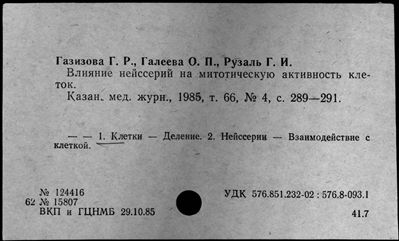 Газизова Г. Р., Галеева О. П., Рузаль Г. И.
Влияние нейссерий на митотическую активность кле-
ток.
Казан. мед. журн., 1985, т. 66, № 4, с. 289—291.
— — 1. Клетки — Деление. 2. Нейссерии — Взаимодействие с
клеткой.
№ 124416
62 № 15807
ВКП и ГЦНМБ 29.10.85
УДК 576.851.232-02 : 576.8-093.1
41.7